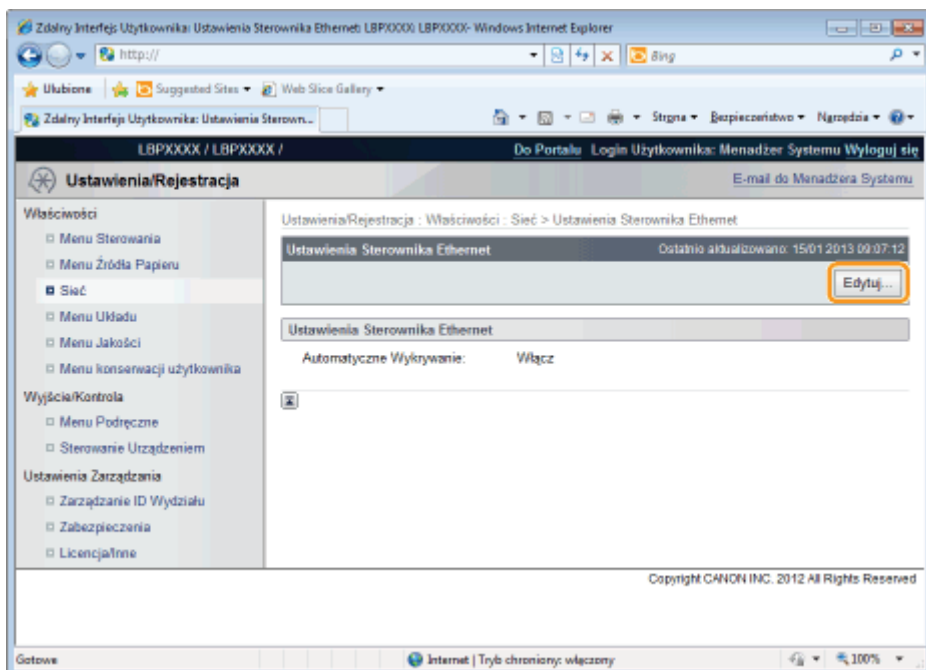 Zdalny Interfejs Użytkownika: Ustawienia Sterownika Ethernet: LBPXXXX: LBPXXXX- Windows Internet Explorer
http://
Bing
Ulubione Suggested Sites Web Slice Gallery
Zdalny Interfejs Użytkownika: Ustawienia Sterown...
Strona Bezpieczeństwo Narzędzia
LBPXXXX / LBPXXXX /
Do Portalu Login Użytkownika: Menadżer Systemu Wyloguj się
Ustawienia/Rejestracja
E-mail do Menadżera Systemu
Właściwości
Menu Sterowania
Menu Źródła Papieru
Sieć
Menu Układu
Menu Jakości
Menu konserwacji użytkownika
Wyjście/Kontrola
Menu Podręczne
Sterowanie Urządzeniem
Ustawienia Zarządzania
Zarządzanie ID Wydziału
Zabezpieczenia
Licencja/Inne
Ustawienia/Rejestracja : Właściwości : Sieć > Ustawienia Sterownika Ethernet
Ustawienia Sterownika Ethernet
Ostatnio aktualizowano: 15/01 2013 09:07:12
Edytuj...
Ustawienia Sterownika Ethernet
Automatyczne Wykrywanie: Włącz
Copyright CANON INC. 2012 All Rights Reserved
Gotowe
Internet | Tryb chroniony: włączony
100%